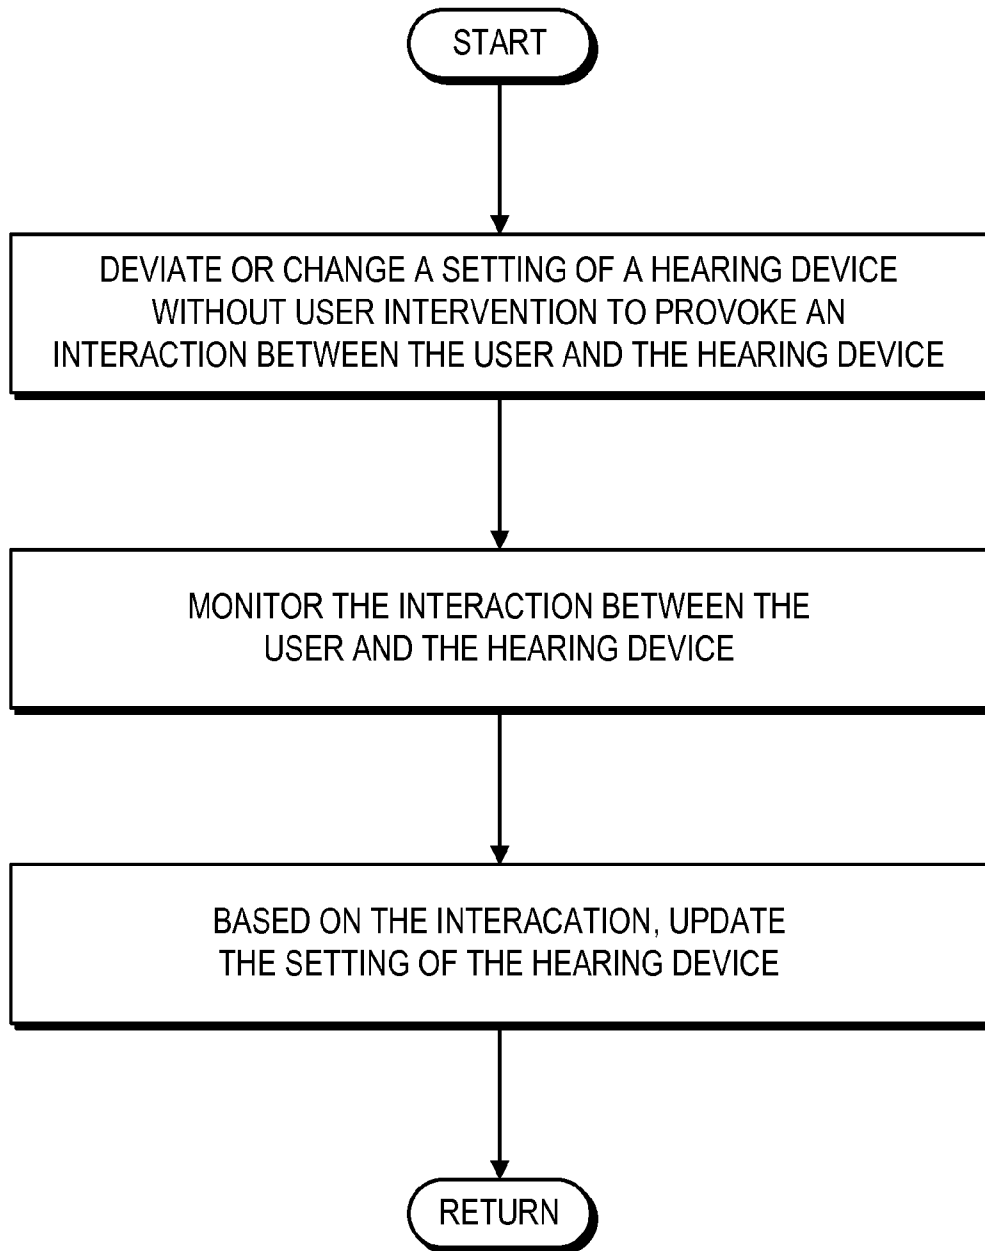 START
DEVIATE OR CHANGE A SETTING OF A HEARING DEVICE
WITHOUT USER INTERVENTION TO PROVOKE AN
INTERACTION BETWEEN THE USER AND THE HEARING DEVICE
MONITOR THE INTERACTION BETWEEN THE
USER AND THE HEARING DEVICE
BASED ON THE INTERACATION, UPDATE
THE SETTING OF THE HEARING DEVICE
RETURN